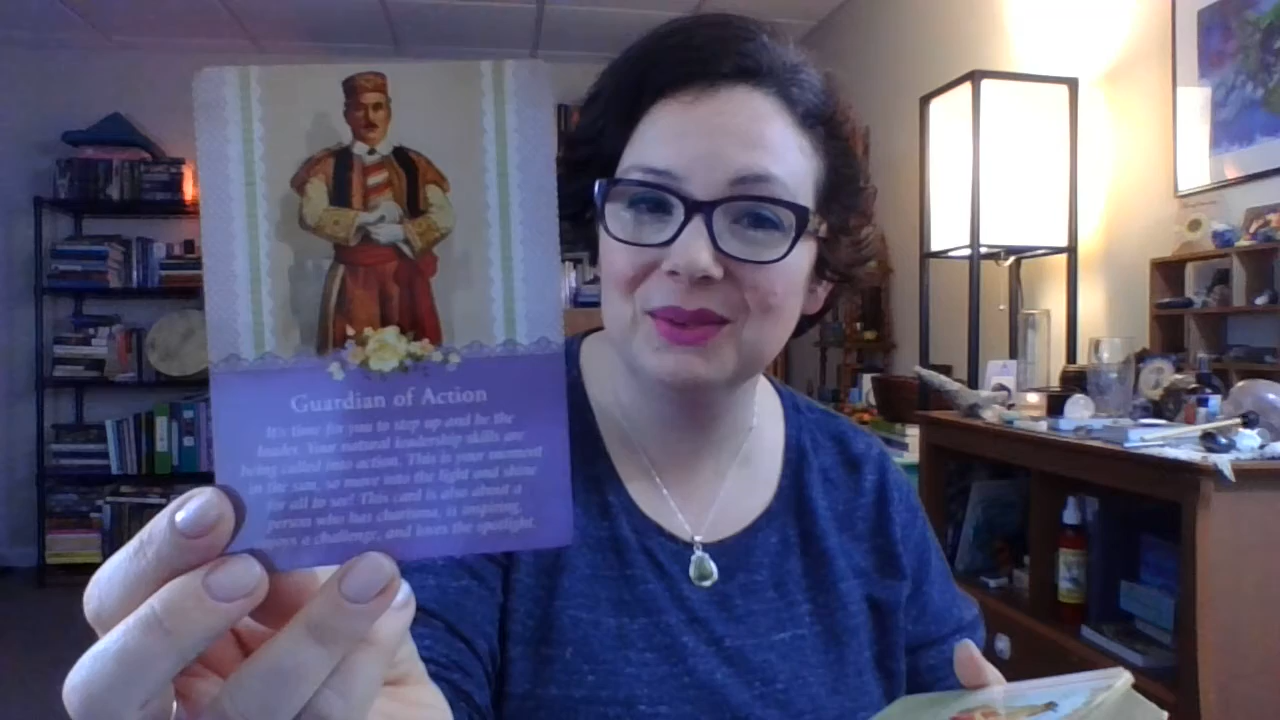 Guardian of Action
It's time for you to step up and be the
leader. Your natural leadership skills are
being called into action. This is your moment
in the sun, so move into the light and shine
for all to see! This card is also about a
person who has charisma, is inspiring,
a challenge, and loves the spotlight.